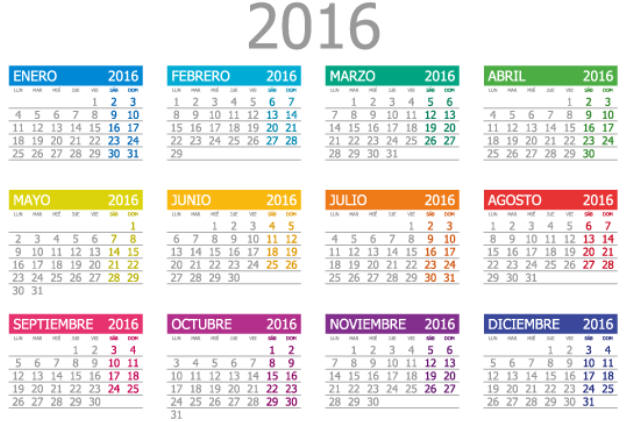 2016
ENERO 2016
LUN MAR MIÉ JUE VIE SÁB DOM
1 2 3
4 5 6 7 8 9 10
11 12 13 14 15 16 17
18 19 20 21 22 23 24
25 26 27 28 29 30 31
FEBRERO 2016
LUN MAR MIÉ JUE VIE SÁB DOM
1 2 3 4 5 6 7
8 9 10 11 12 13 14
15 16 17 18 19 20 21
22 23 24 25 26 27 28
29
MARZO 2016
LUN MAR MIÉ JUE VIE SÁB DOM
1 2 3 4 5 6
7 8 9 10 11 12 13
14 15 16 17 18 19 20
21 22 23 24 25 26 27
28 29 30 31
ABRIL 2016
LUN MAR MIÉ JUE VIE SÁB DOM
1 2 3
4 5 6 7 8 9 10
11 12 13 14 15 16 17
18 19 20 21 22 23 24
25 26 27 28 29 30
MAYO 2016
LUN MAR MIÉ JUE VIE SÁB DOM
1
2 3 4 5 6 7 8
9 10 11 12 13 14 15
16 17 18 19 20 21 22
23 24 25 26 27 28 29
30 31
JUNIO 2016
LUN MAR MIÉ JUE VIE SÁB DOM
1 2 3 4 5
6 7 8 9 10 11 12
13 14 15 16 17 18 19
20 21 22 23 24 25 26
27 28 29 30
JULIO 2016
LUN MAR MIÉ JUE VIE SÁB DOM
1 2 3
4 5 6 7 8 9 10
11 12 13 14 15 16 17
18 19 20 21 22 23 24
25 26 27 28 29 30 31
AGOSTO 2016
LUN MAR MIÉ JUE VIE SÁB DOM
1 2 3 4 5 6 7
8 9 10 11 12 13 14
15 16 17 18 19 20 21
22 23 24 25 26 27 28
29 30 31
SEPTIEMBRE 2016
LUN MAR MIÉ JUE VIE SÁB DOM
1 2 3 4
5 6 7 8 9 10 11
12 13 14 15 16 17 18
19 20 21 22 23 24 25
26 27 28 29 30
OCTUBRE 2016
LUN MAR MIÉ JUE VIE SÁB DOM
1 2
3 4 5 6 7 8 9
10 11 12 13 14 15 16
17 18 19 20 21 22 23
24 25 26 27 28 29 30
31
NOVIEMBRE 2016
LUN MAR MIÉ JUE VIE SÁB DOM
1 2 3 4 5 6
7 8 9 10 11 12 13
14 15 16 17 18 19 20
21 22 23 24 25 26 27
28 29 30
DICIEMBRE 2016
LUN MAR MIÉ JUE VIE SÁB DOM
1 2 3 4
5 6 7 8 9 10 11
12 13 14 15 16 17 18
19 20 21 22 23 24 25
26 27 28 29 30 31